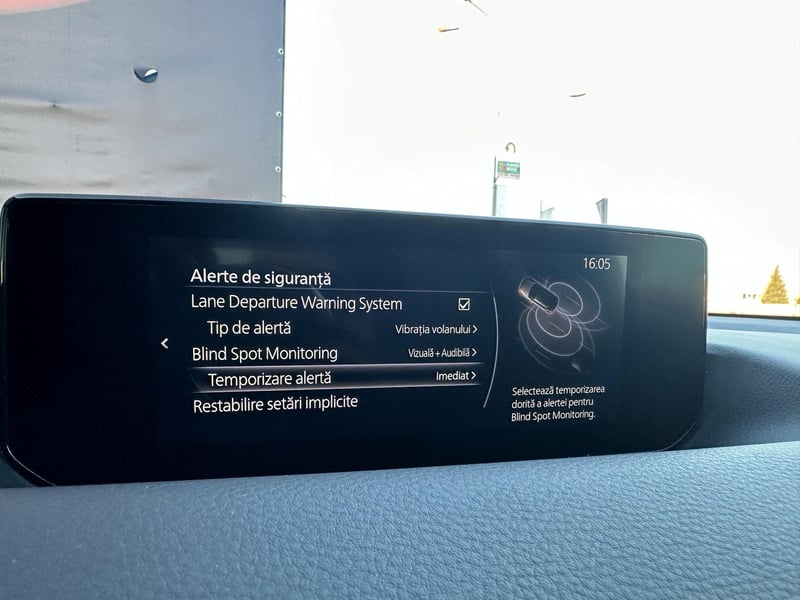 16:05
Alerte de siguranță
Lane Departure Warning System
Tip de alertă Vibrația volanului
Blind Spot Monitoring Vizuală + Audibilă
Temporizare alertă Imediat
Restabilire setări implicite
Selectează temporizarea
dorită a alertei pentru
Blind Spot Monitoring.